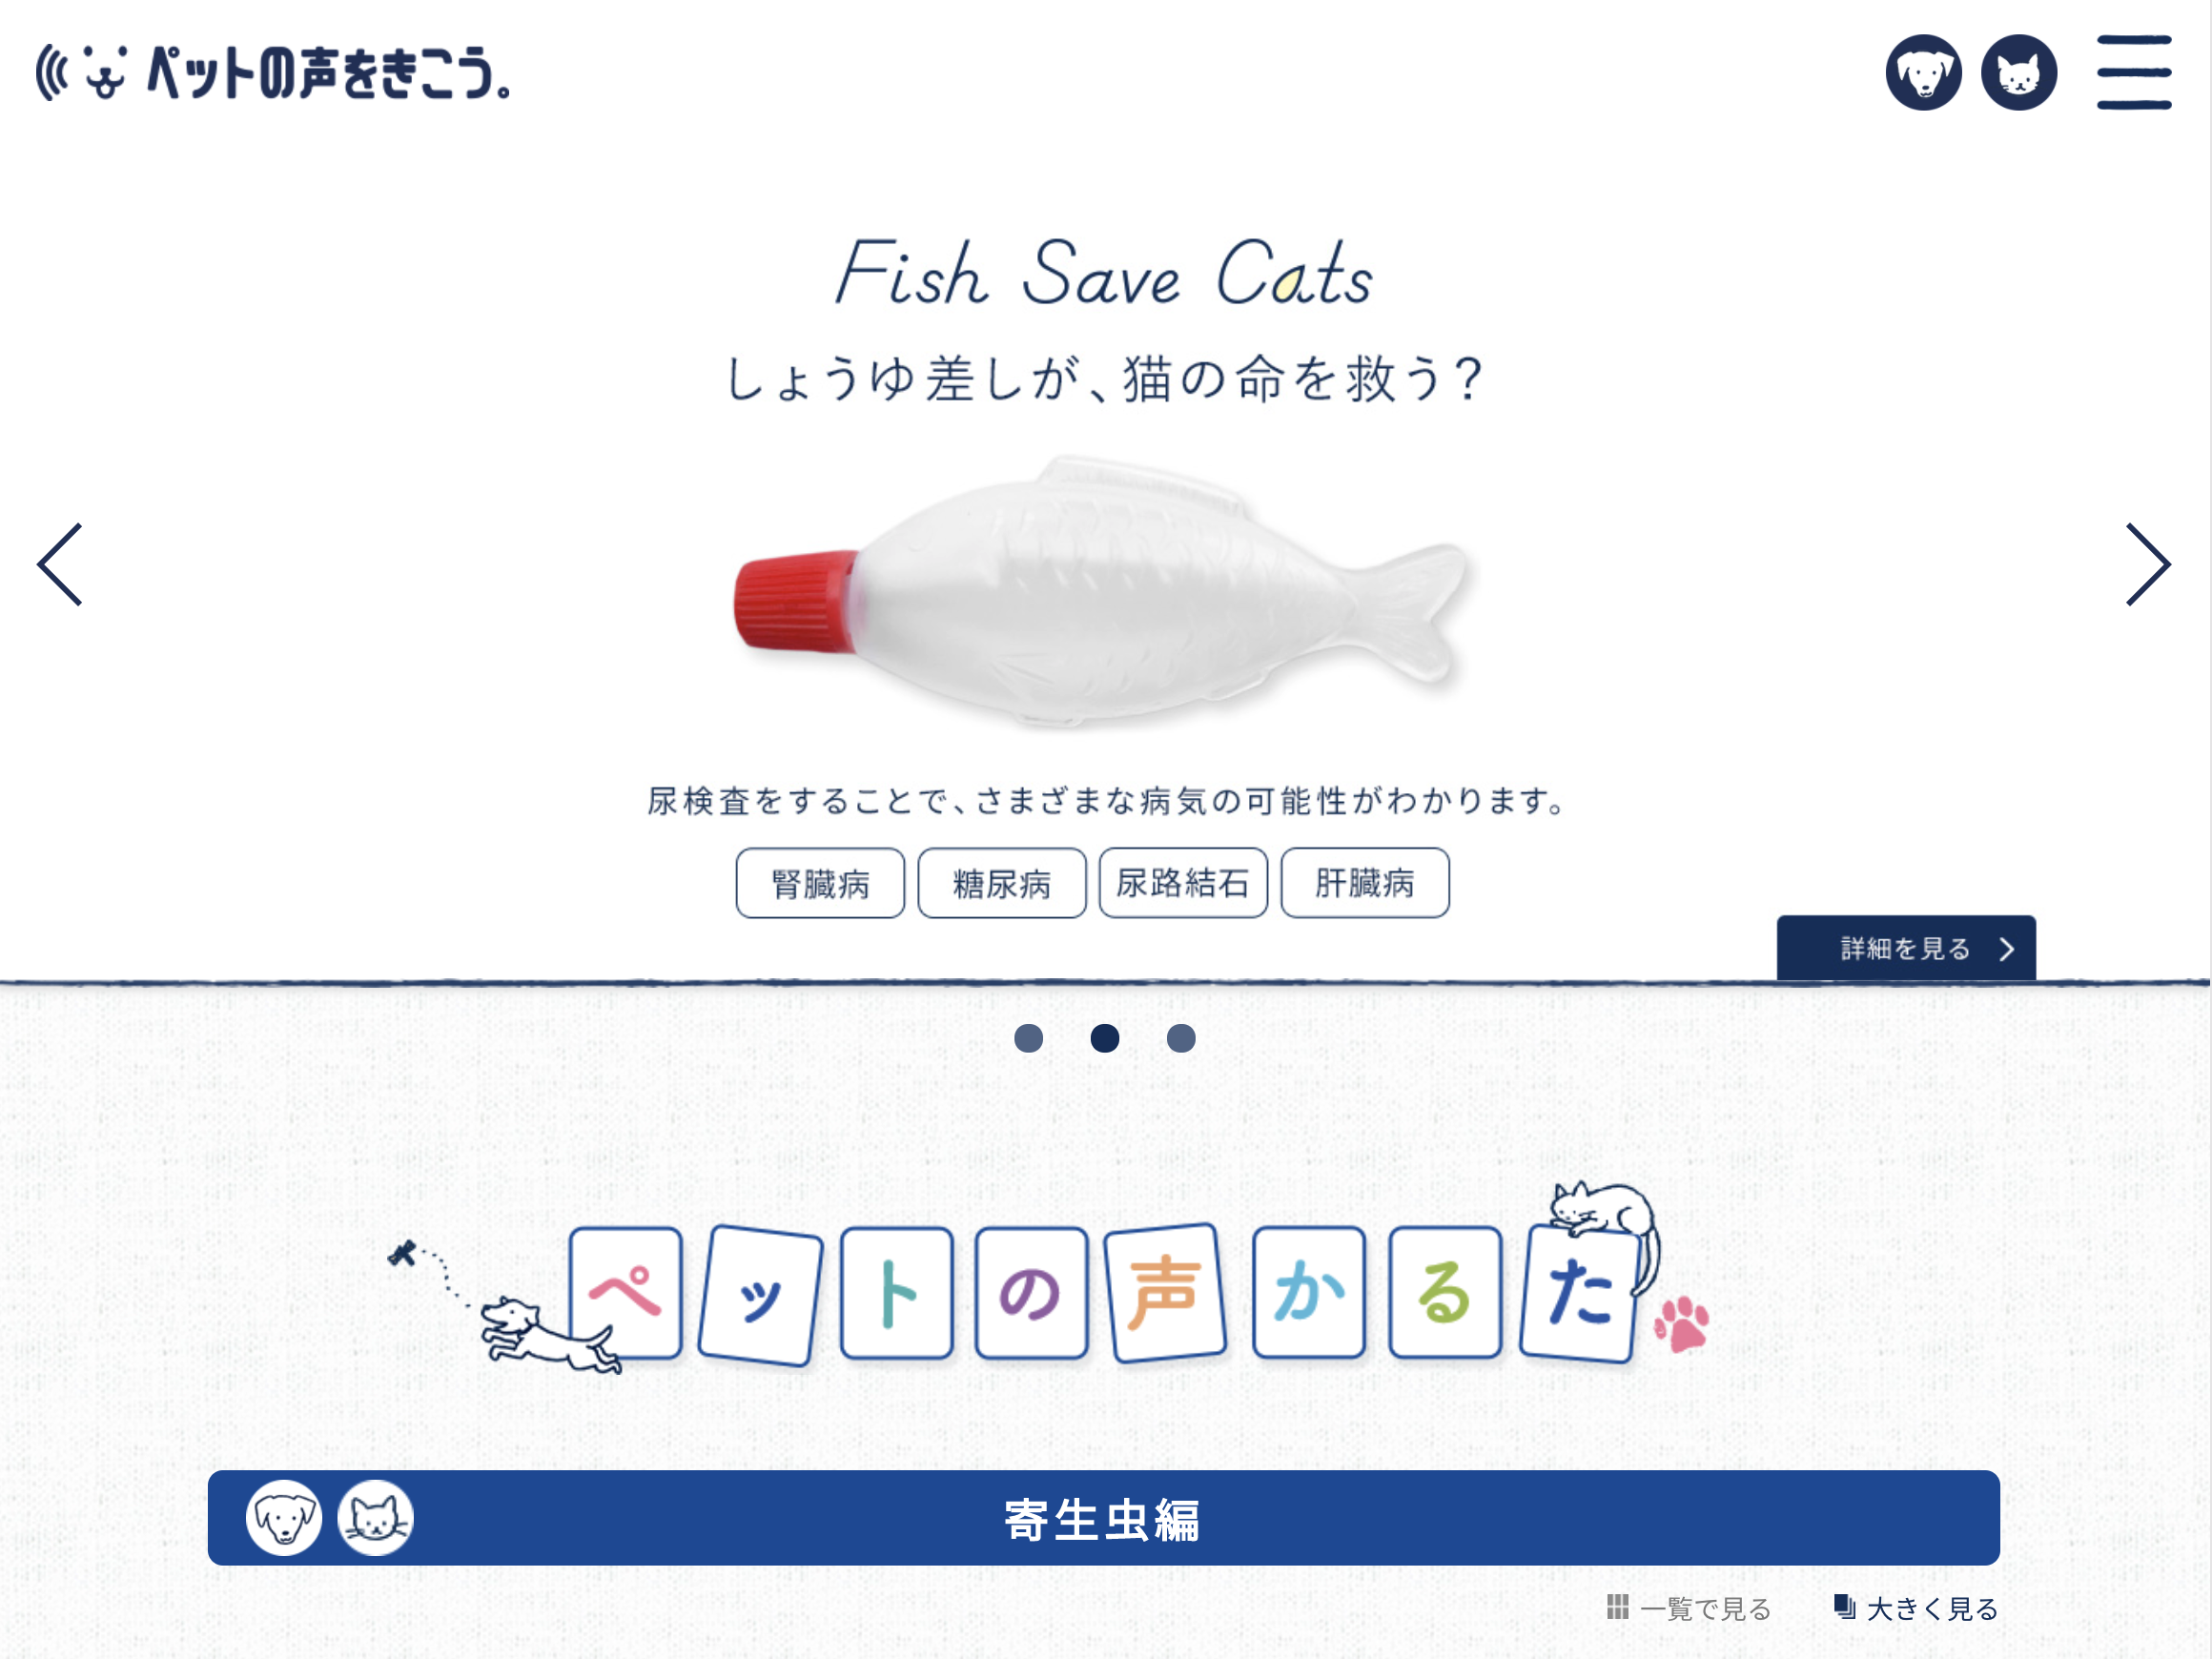 ペットの声をきこう。
Fish Save Cats
しょうゆ差しが、猫の命を救う？
尿検査をすることで、さまざまな病気の可能性がわかります。
腎臓病 糖尿病 尿路結石 肝臓病
詳細を見る
ペットの声かるた
寄生虫編
一覧で見る 大きく見る